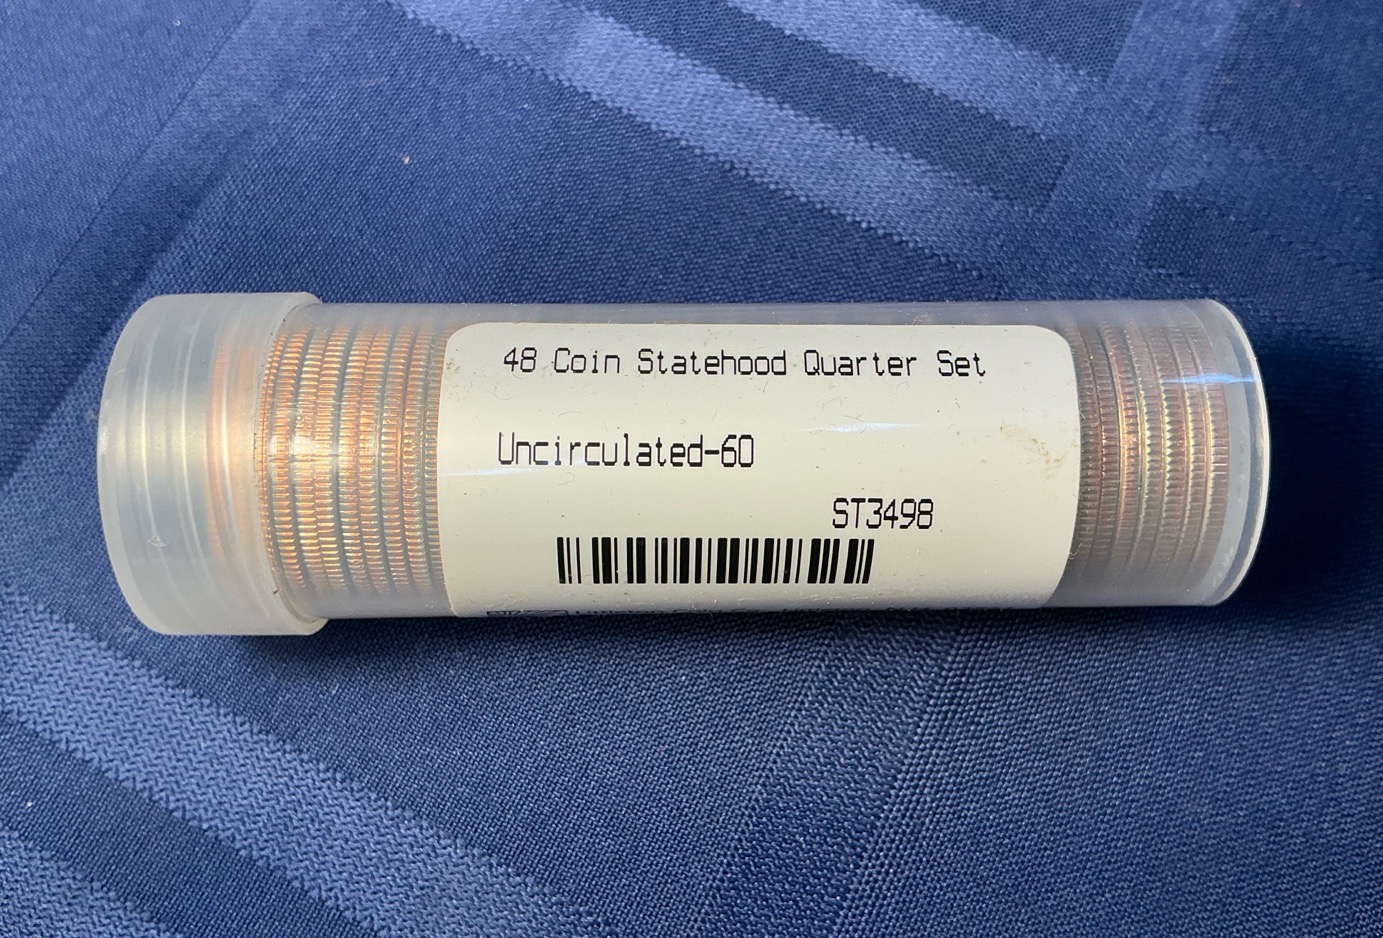 48 Coin Statehood Quarter Set
Uncirculated-60
ST3498